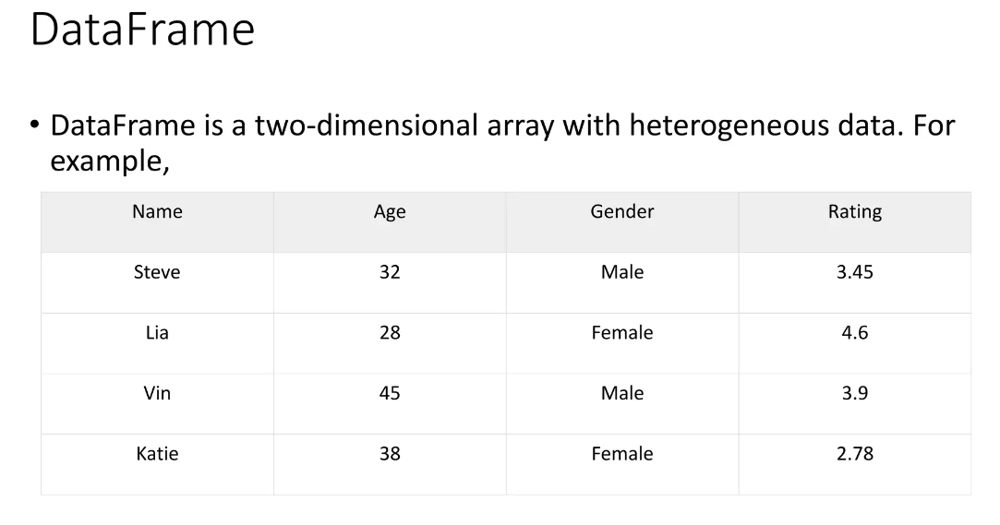 DataFrame
• DataFrame is a two-dimensional array with heterogeneous data. For
example,
Name Age Gender Rating
Steve 32 Male 3.45
Lia 28 Female 4.6
Vin 45 Male 3.9
Katie 38 Female 2.78